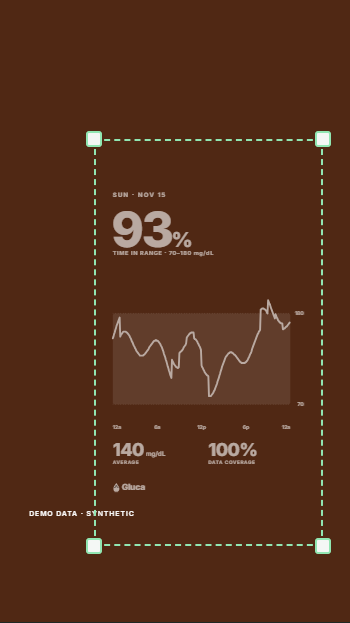 SUN · NOV 15
93%
TIME IN RANGE · 70–180 mg/dL
180
70
12a 6a 12p 6p 12a
140 mg/dL 100%
AVERAGE DATA COVERAGE
Gluca
DEMO DATA · SYNTHETIC